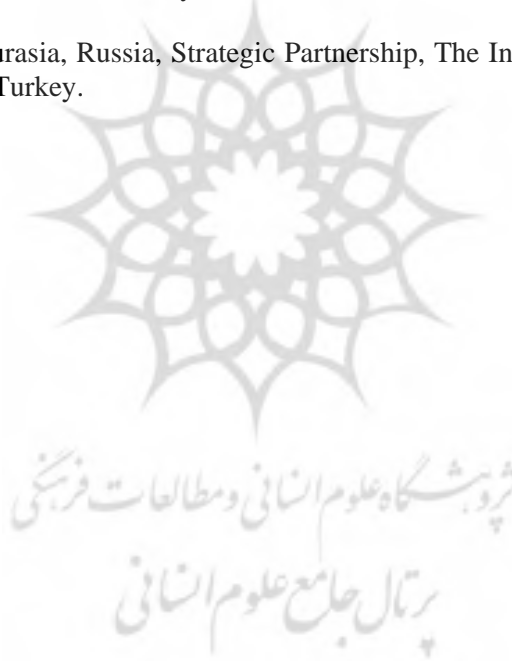 urasia, Russia, Strategic Partnership, The In
Turkey.
پژوهشگاه علوم انسانی و مطالعات فرهنگی
پرتال جامع علوم انسانی